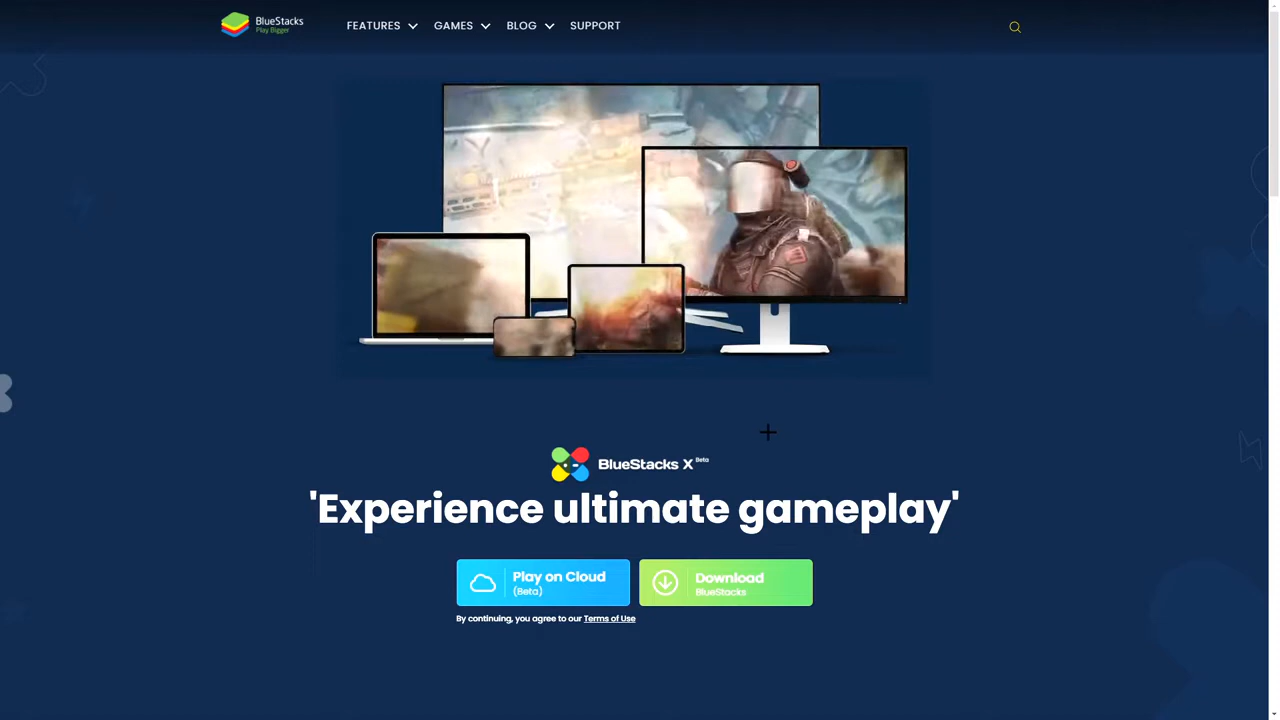 BlueStacks
Play Bigger
FEATURES
GAMES
BLOG
SUPPORT
BlueStacks X Beta
'Experience ultimate gameplay'
Play on Cloud
(Beta)
Download
BlueStacks
By continuing, you agree to our Terms of Use